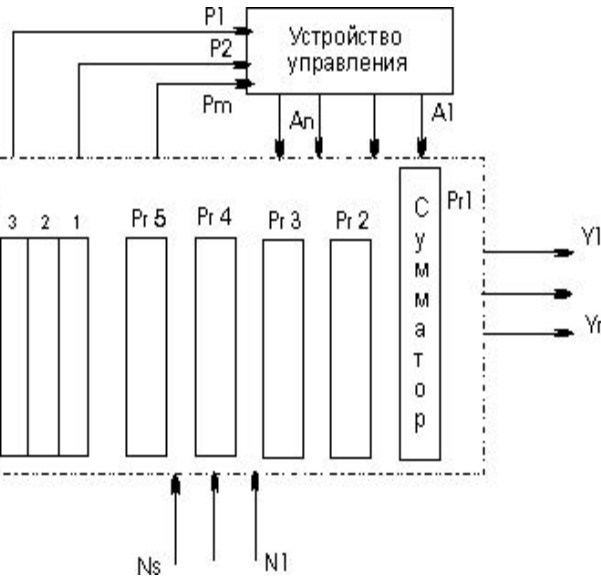 P1
P2
Pm
Устройство
управления
An
A1
3 2 1
Pr 5
Pr 4
Pr 3
Pr 2
Pr1
Сумматор
Y1
Yr
Ns
N1